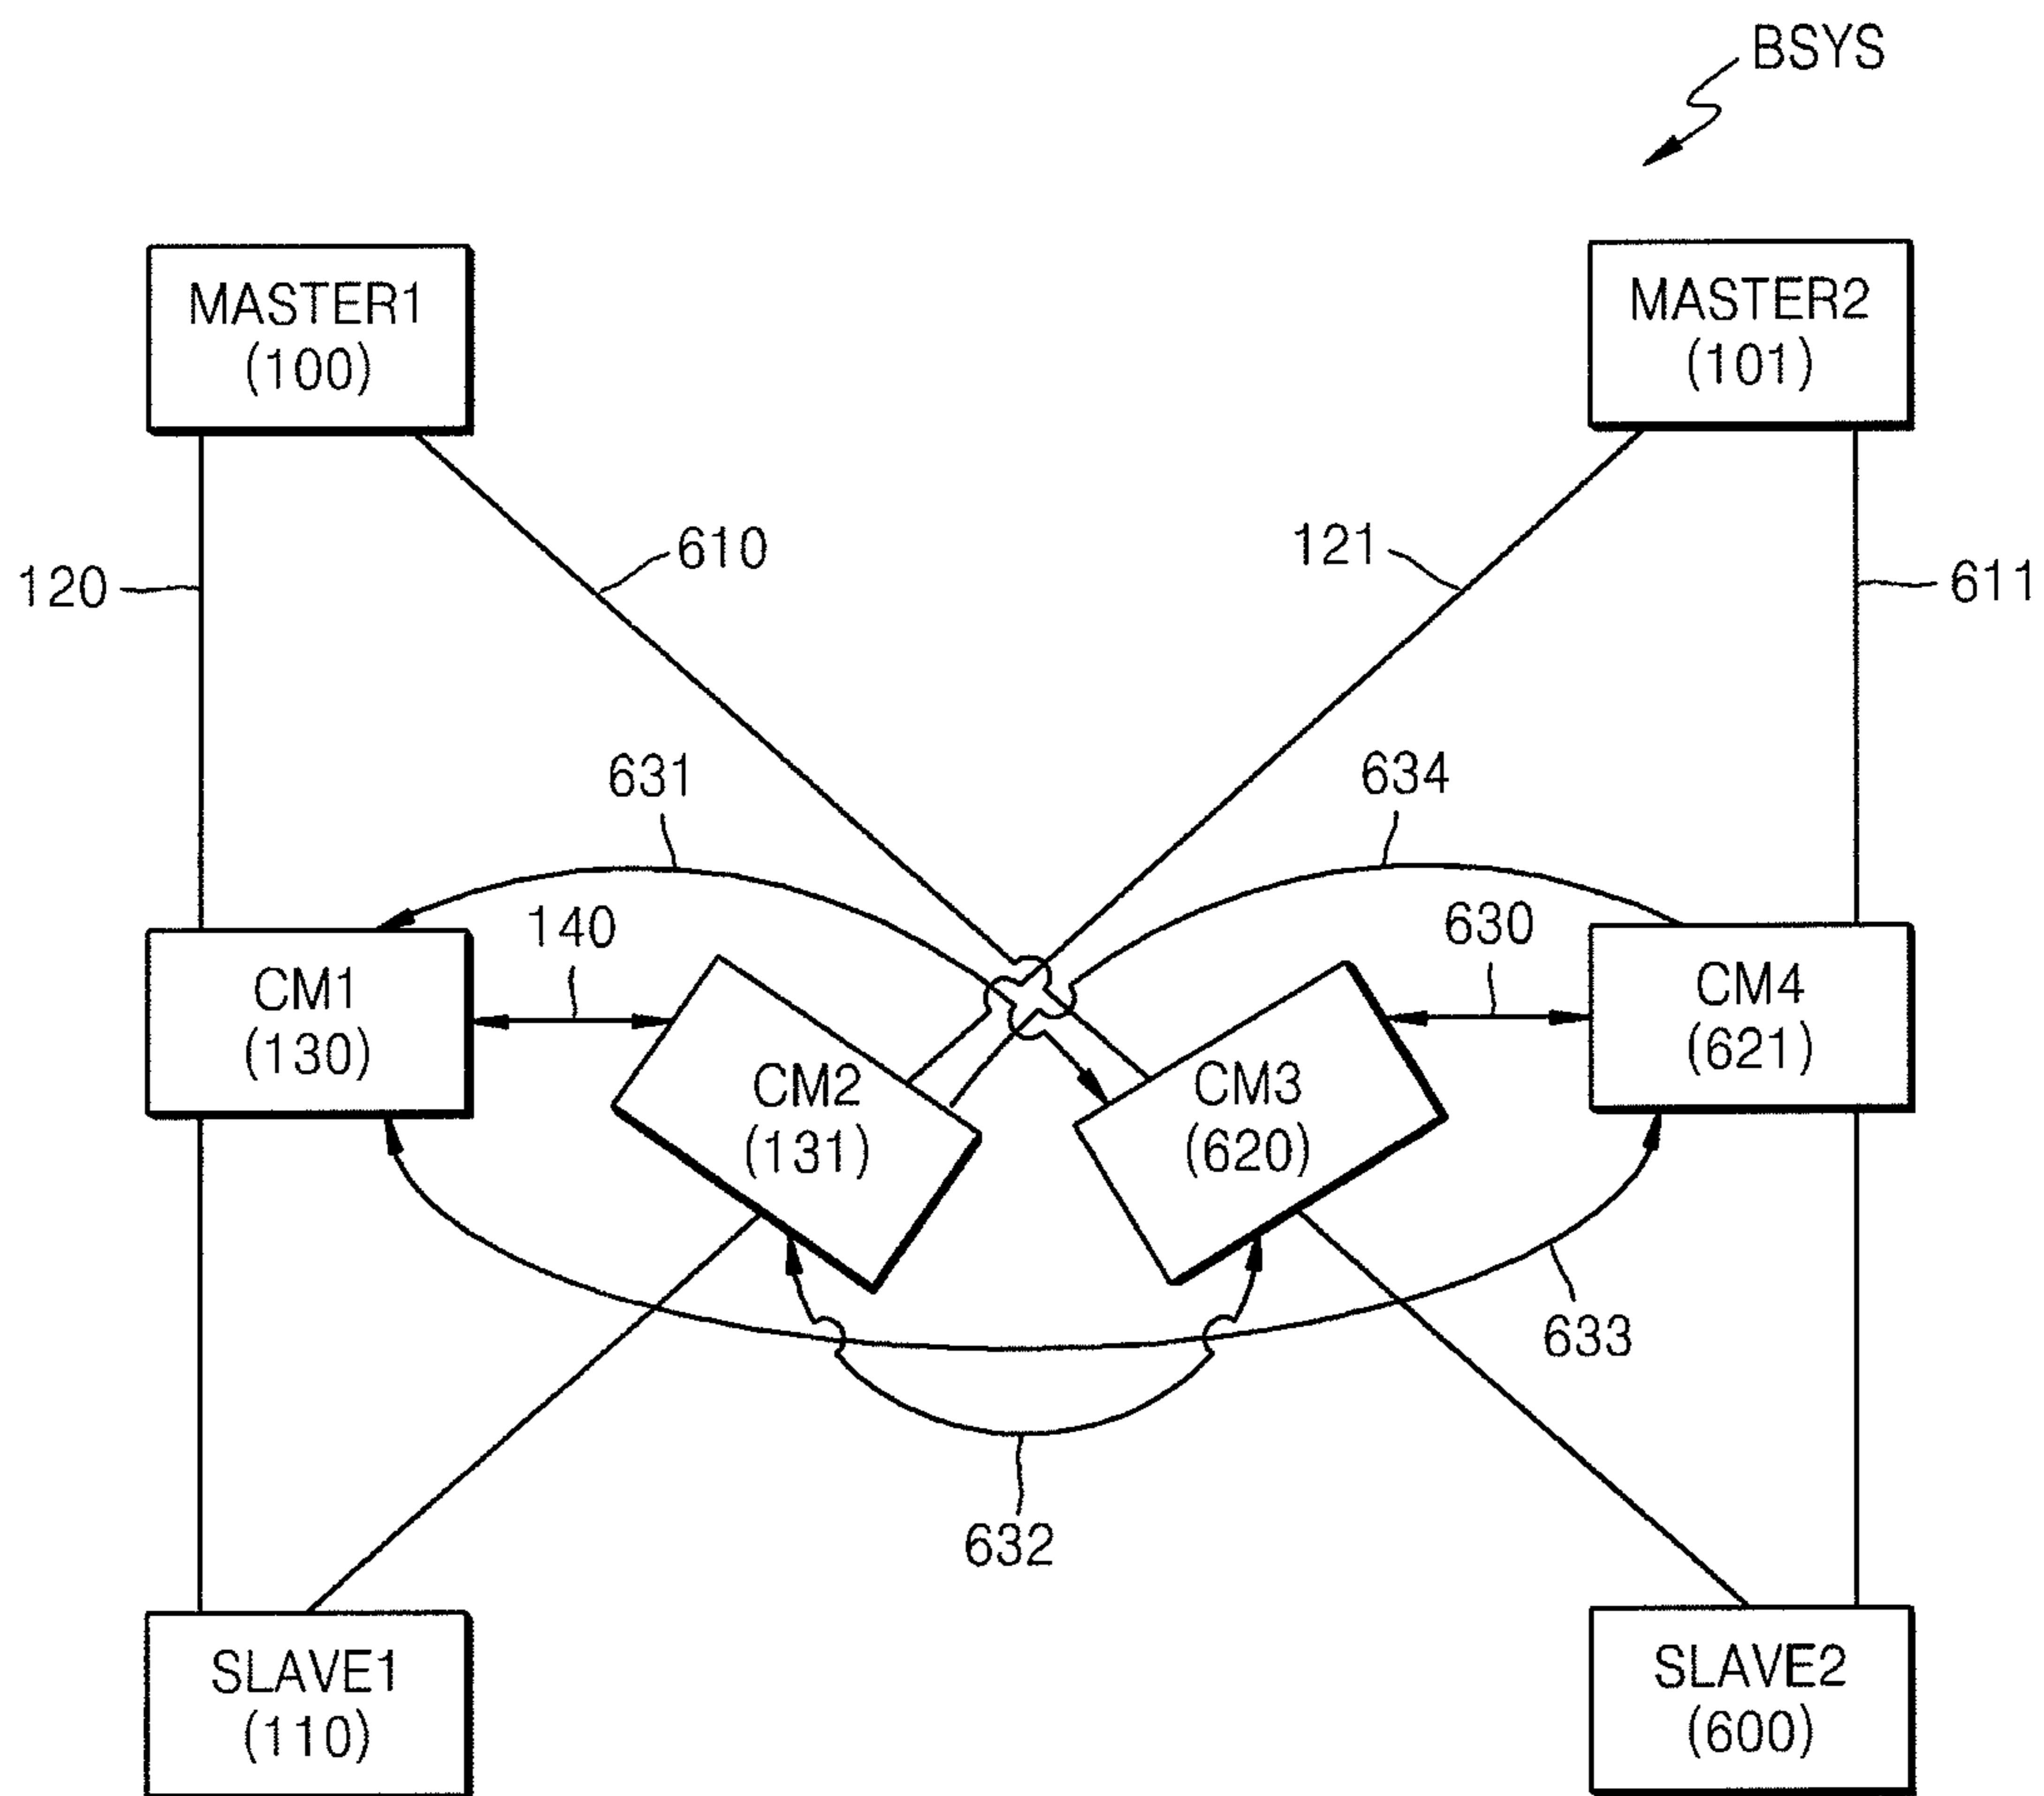 BSYS
MASTER1
(100)
MASTER2
(101)
610
121
120
611
631
634
140
630
CM1
(130)
CM4
(621)
CM2
(131)
CM3
(620)
633
632
SLAVE1
(110)
SLAVE2
(600)